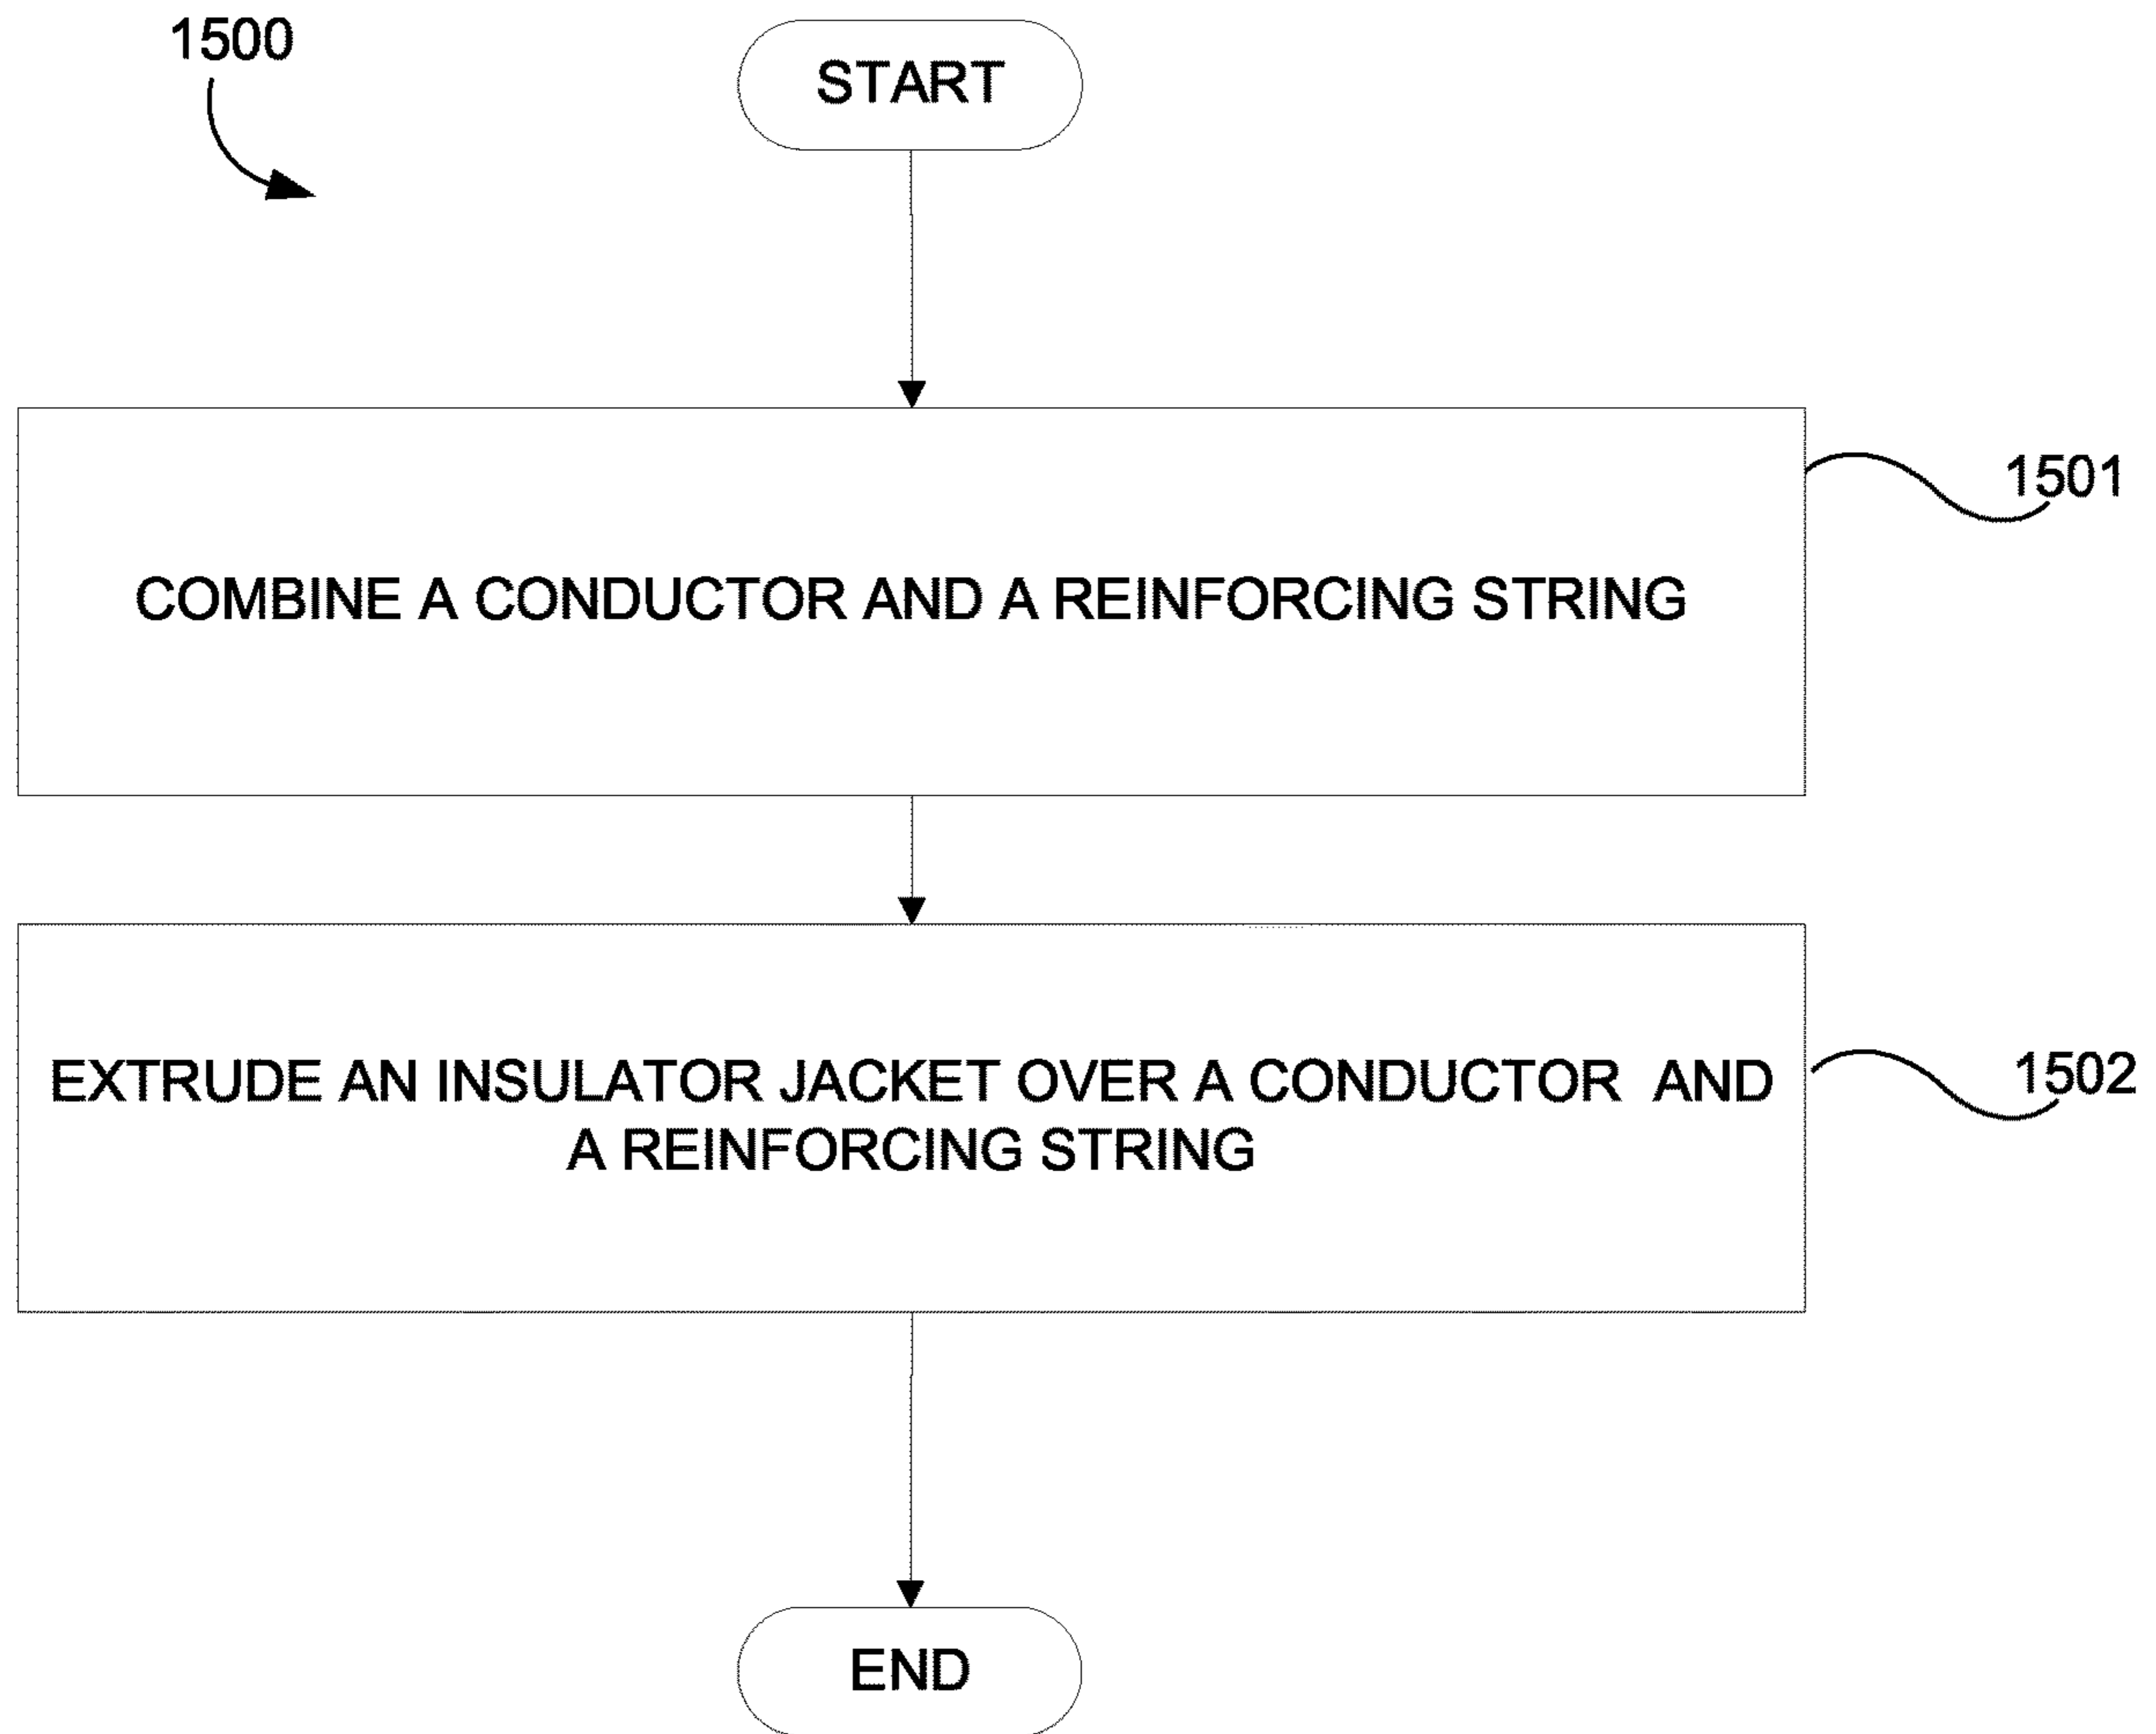 1500
START
1501
COMBINE A CONDUCTOR AND A REINFORCING STRING
EXTRUDE AN INSULATOR JACKET OVER A CONDUCTOR AND
1502
A REINFORCING STRING
END